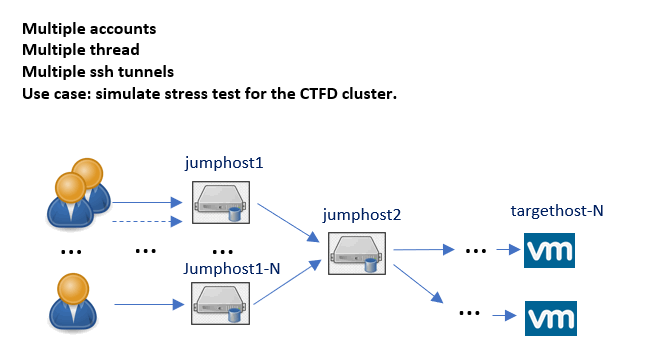 Multiple accounts
Multiple thread
Multiple ssh tunnels
Use case: simulate stress test for the CTFD cluster.
jumphost1
jumphost2
targethost-N
... ... ...
... vm
Jumphost1-N
... vm